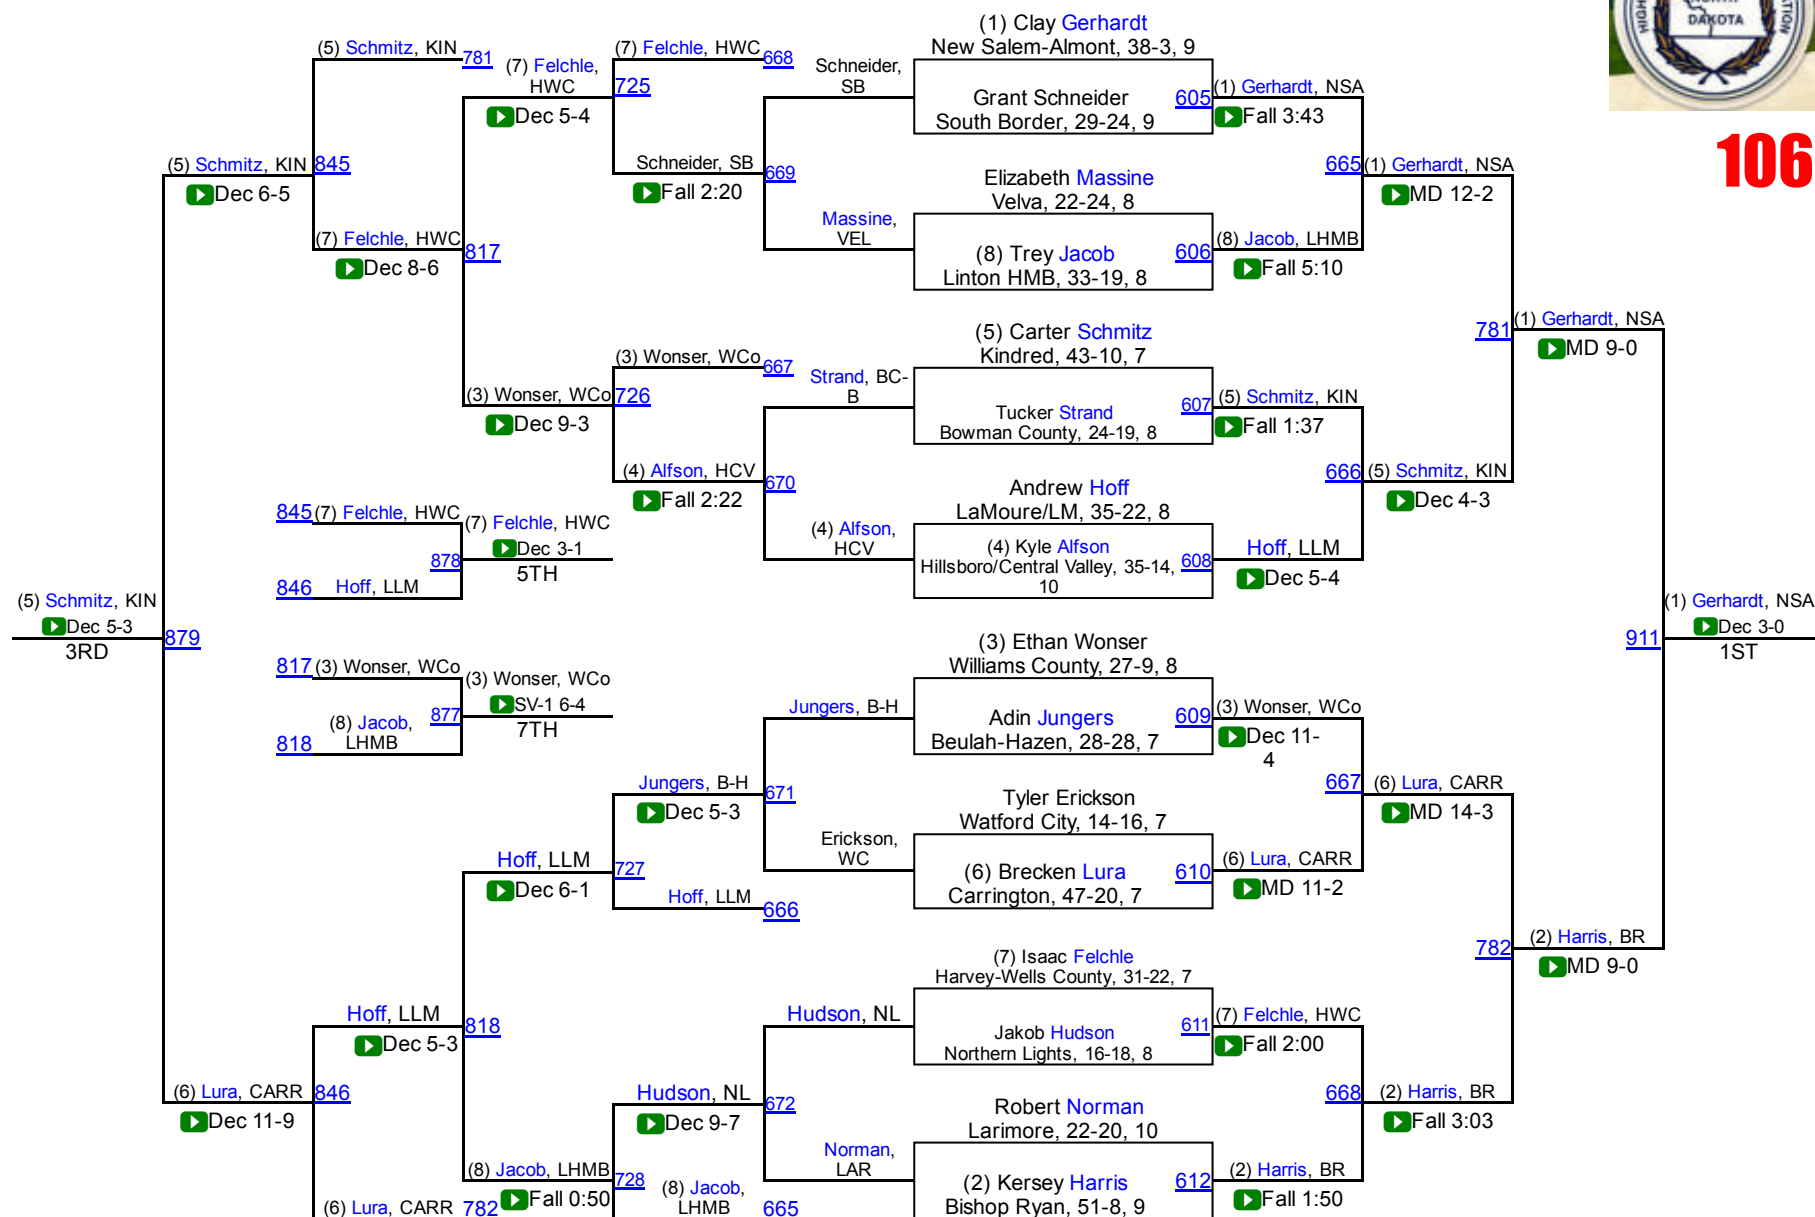 (1) Clay Gerhardt
New Salem-Almont, 38-3, 9
DAKOTA
(5) Schmitz, KIN
781
(7) Felchle,
HWC
Dec 5-4
(7) Felchle, HWC
668
725
Schneider,
SB
Grant Schneider
South Border, 29-24, 9
605
(1) Gerhardt, NSA
Fall 3:43
106
(5) Schmitz, KIN
845
Dec 6-5
Schneider, SB
669
Fall 2:20
Elizabeth Massine
Velva, 22-24, 8
665
(1) Gerhardt, NSA
MD 12-2
(7) Felchle, HWC
817
Dec 8-6
Massine,
VEL
(8) Trey Jacob
Linton HMB, 33-19, 8
606
(8) Jacob, LHMB
Fall 5:10
(5) Carter Schmitz
Kindred, 43-10, 7
781
(1) Gerhardt, NSA
MD 9-0
(3) Wonser, WCo
667
(3) Wonser, WCo
726
Dec 9-3
Strand, BC-
B
Tucker Strand
Bowman County, 24-19, 8
607
(5) Schmitz, KIN
Fall 1:37
(4) Alfson, HCV
670
Fall 2:22
Andrew Hoff
LaMoure/LM, 35-22, 8
666
(5) Schmitz, KIN
Dec 4-3
845
(7) Felchle, HWC
(7) Felchle, HWC
Dec 3-1
5TH
878
846
Hoff, LLM
(4) Alfson,
HCV
(4) Kyle Alfson
Hillsboro/Central Valley, 35-14,
10
608
Hoff, LLM
Dec 5-4
(5) Schmitz, KIN
Dec 5-3
3RD
879
(3) Ethan Wonser
Williams County, 27-9, 8
911
(1) Gerhardt, NSA
Dec 3-0
1ST
817
(3) Wonser, WCo
(3) Wonser, WCo
SV-1 6-4
7TH
877
(8) Jacob,
LHMB
818
Jungers, B-H
Adin Jungers
Beulah-Hazen, 28-28, 7
609
(3) Wonser, WCo
Dec 11-
4
Jungers, B-H
671
Dec 5-3
Tyler Erickson
Watford City, 14-16, 7
667
(6) Lura, CARR
MD 14-3
Hoff, LLM
727
Dec 6-1
Erickson,
WC
(6) Brecken Lura
Carrington, 47-20, 7
610
(6) Lura, CARR
MD 11-2
Hoff, LLM
666
(7) Isaac Felchle
Harvey-Wells County, 31-22, 7
782
(2) Harris, BR
MD 9-0
Hoff, LLM
818
Dec 5-3
Hudson, NL
Jakob Hudson
Northern Lights, 16-18, 8
611
(7) Felchle, HWC
Fall 2:00
(6) Lura, CARR
846
Dec 11-9
Hudson, NL
672
Dec 9-7
Robert Norman
Larimore, 22-20, 10
668
(2) Harris, BR
Fall 3:03
(8) Jacob, LHMB
728
Fall 0:50
Norman,
LAR
(2) Kersey Harris
Bishop Ryan, 51-8, 9
612
(2) Harris, BR
Fall 1:50
(6) Lura, CARR
782
(8) Jacob,
LHMB
665